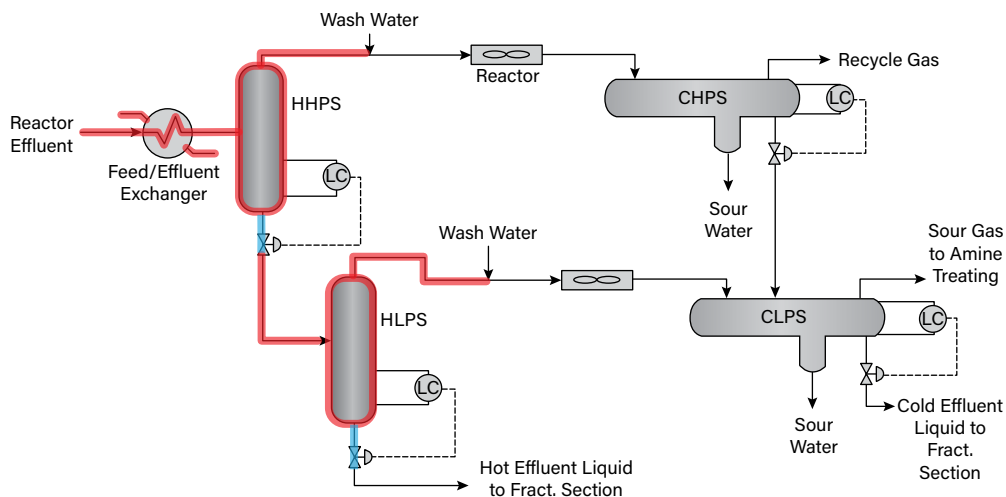 Wash Water
Reactor
Effluent
Feed/Effluent
Exchanger
HHPS
LC
Reactor
CHPS
LC
Recycle Gas
Sour
Water
Wash Water
HLPS
LC
Hot Effluent Liquid
to Fract. Section
CLPS
LC
Sour Gas
to Amine
Treating
Sour
Water
Cold Effluent
Liquid to
Fract.
Section